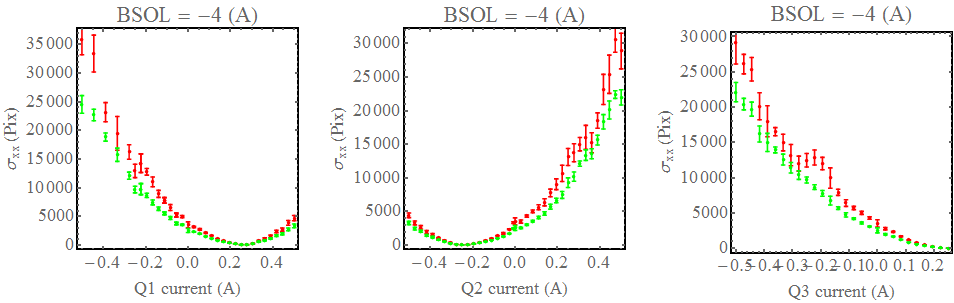 BSOL = −4 (A)
35 000
30 000
25 000
20 000
15 000
10 000
5000
0
σxx (Pix)
−0.4 −0.2 0.0 0.2 0.4
Q1 current (A)
BSOL = −4 (A)
30 000
25 000
20 000
15 000
10 000
5000
0
σxx (Pix)
−0.4 −0.2 0.0 0.2 0.4
Q2 current (A)
BSOL = −4 (A)
30 000
25 000
20 000
15 000
10 000
5000
0
σxx (Pix)
−0.5 −0.4 −0.3 −0.2 −0.1 0.0 0.1 0.2
Q3 current (A)